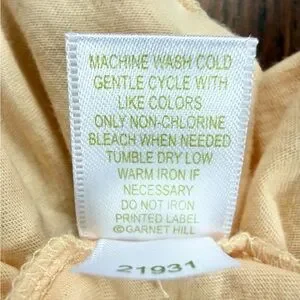 MACHINE WASH COLD
GENTLE CYCLE WITH
LIKE COLORS
ONLY NON-CHLORINE
BLEACH WHEN NEEDED
TUMBLE DRY LOW
WARM IRON IF
NECESSARY
DO NOT IRON
PRINTED LABEL
©GARNET HILL
21931